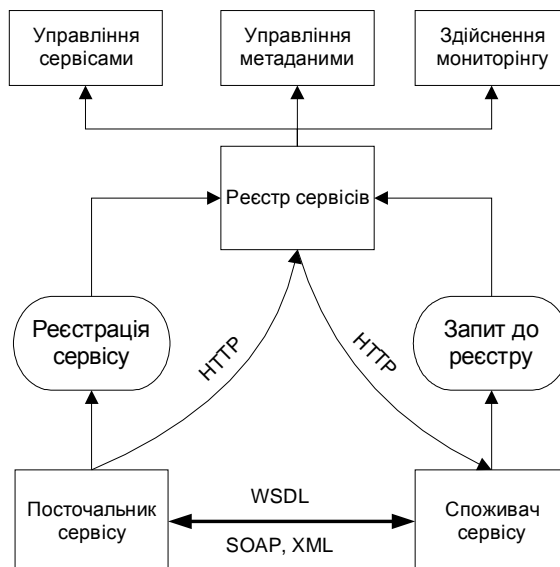 Управління
сервісами
Управління
метаданими
Здійснення
моніторингу
Реєстр сервісів
Реєстрація
сервісу
HTTP
HTTP
Запит до
реєстру
Посточальник
сервісу
WSDL
SOAP, XML
Споживач
сервісу